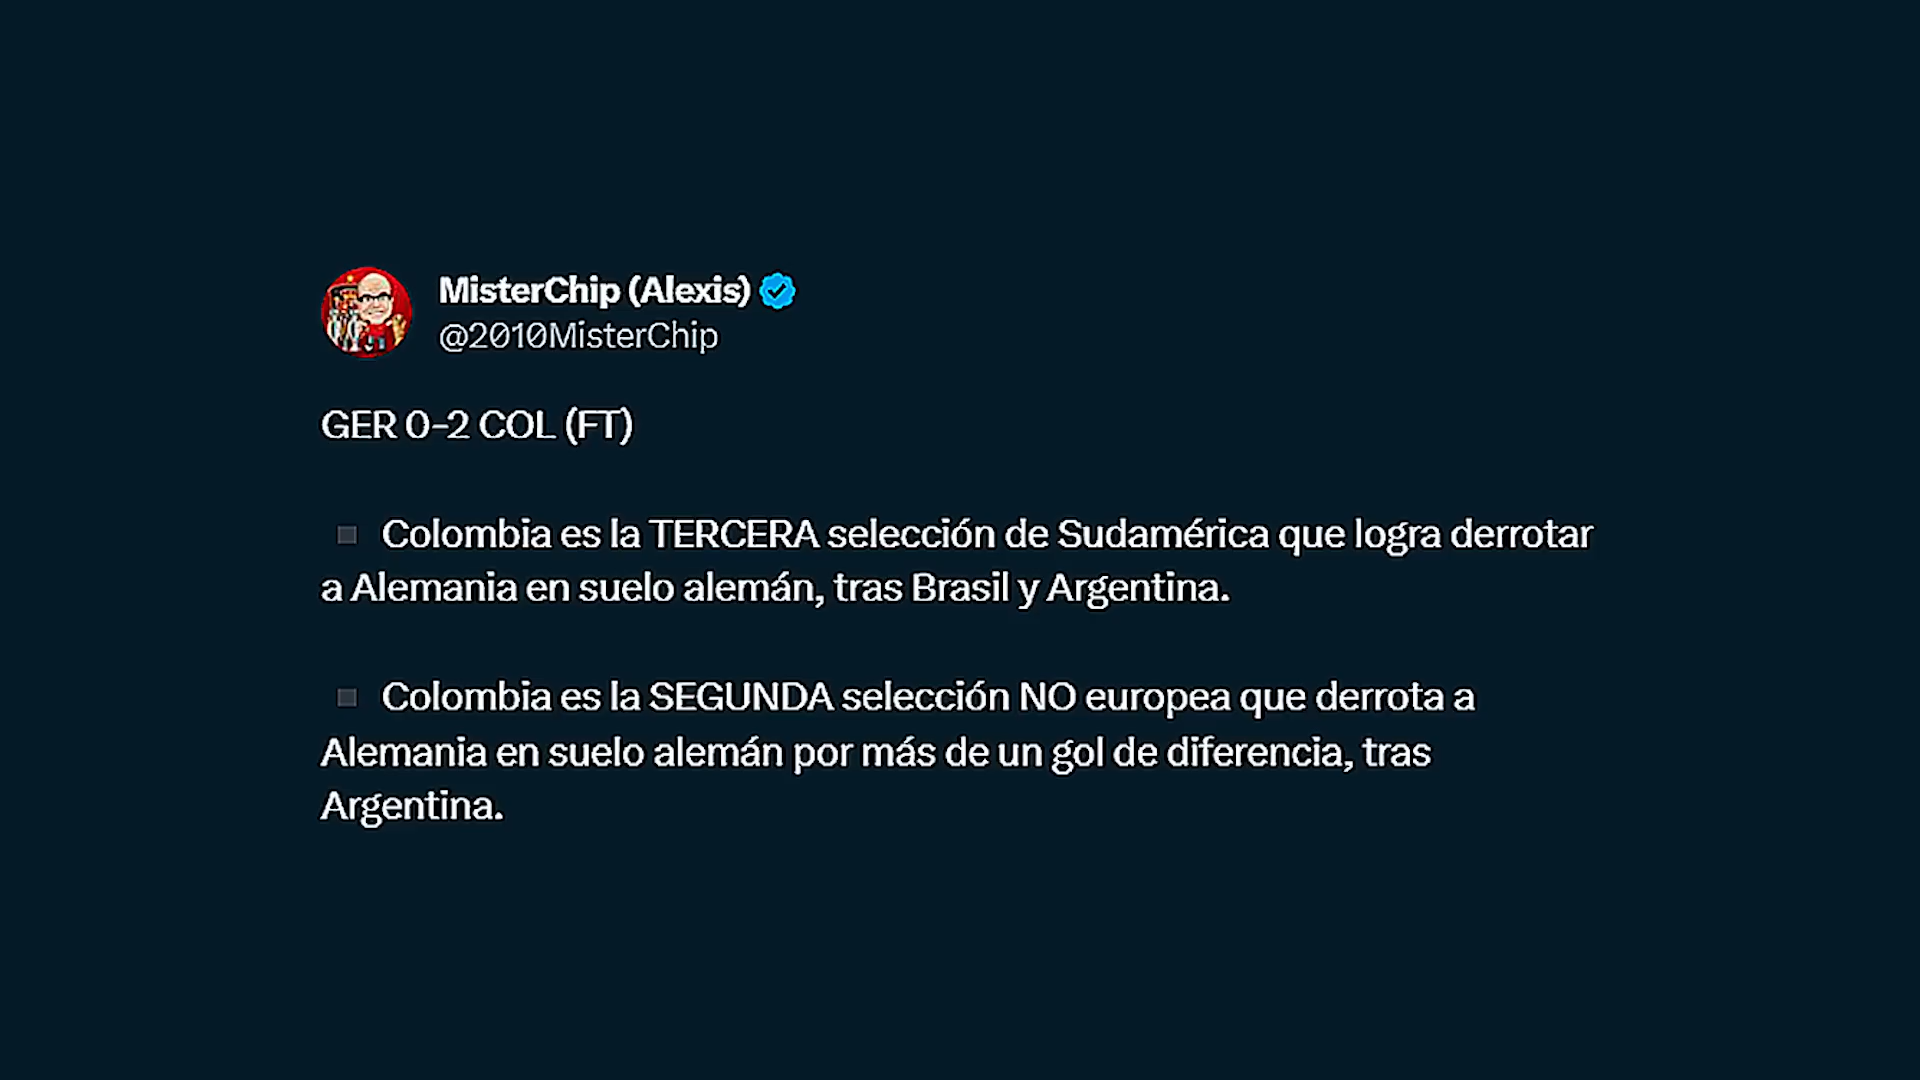 MisterChip (Alexis)
@2010MisterChip
GER 0-2 COL (FT)
Colombia es la TERCERA selección de Sudamérica que logra derrotar
a Alemania en suelo alemán, tras Brasil y Argentina.
Colombia es la SEGUNDA selección NO europea que derrota a
Alemania en suelo alemán por más de un gol de diferencia, tras
Argentina.